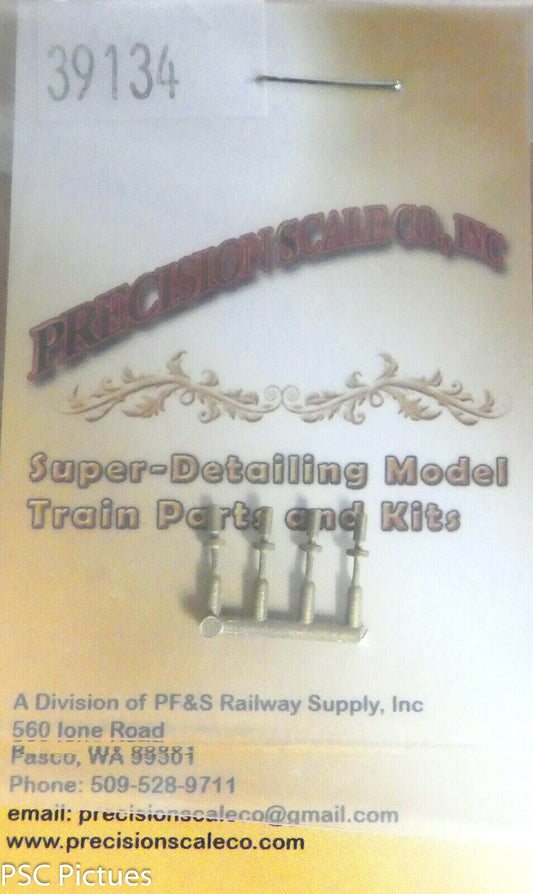 39134
PRECISION SCALE CO., INC
Super-Detailing Model
Train Parts and Kits
A Division of PF&S Railway Supply, Inc
560 Ione Road
Pasco, WA 99301
Phone: 509-528-9711
email: precisionscaleco@gmail.com
www.precisionscaleco.com
PSC Pictues